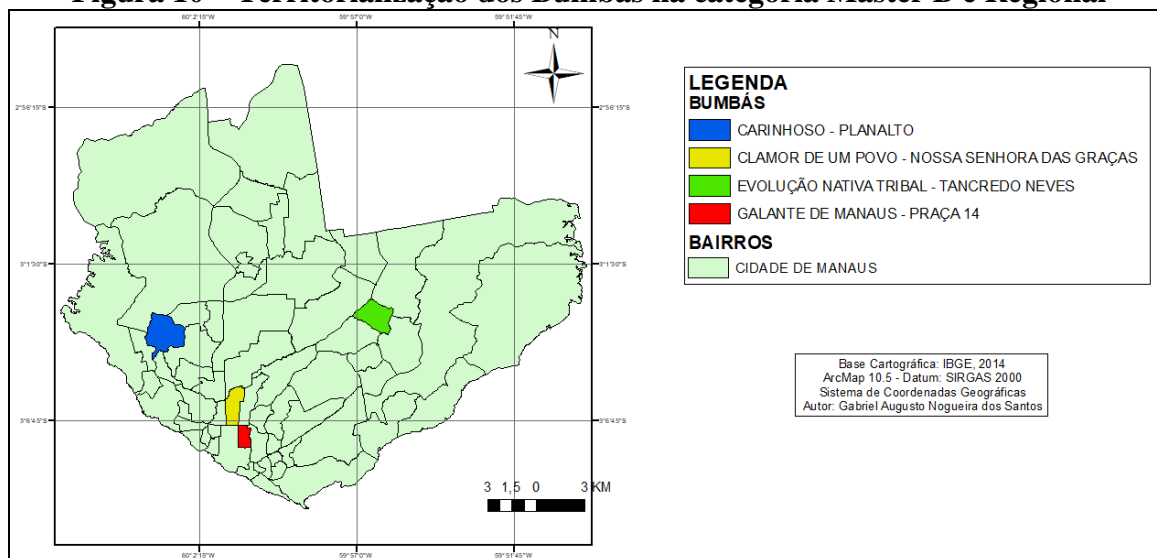 Figura 10 – Territorialização dos Bumbás na categoria Master B e Regional
60°2'15"W 59°57'0"W 59°51'45"W
N
2°56'15"S 2°56'15"S
3°1'30"S 3°1'30"S
3°6'45"S 3°6'45"S
3 1,5 0 3 KM
60°2'15"W 59°57'0"W 59°51'45"W
LEGENDA
BUMBÁS
CARINHOSO - PLANALTO
CLAMOR DE UM POVO - NOSSA SENHORA DAS GRAÇAS
EVOLUÇÃO NATIVA TRIBAL - TANCREDO NEVES
GALANTE DE MANAUS - PRAÇA 14
BAIRROS
CIDADE DE MANAUS
Base Cartográfica: IBGE, 2014
ArcMap 10.5 - Datum: SIRGAS 2000
Sistema de Coordenadas Geográficas
Autor: Gabriel Augusto Nogueira dos Santos